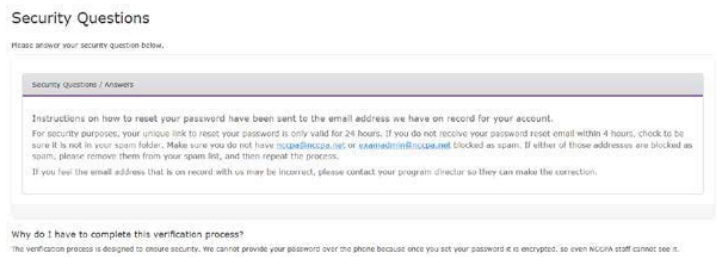 Security Questions
Please answer your security question below.
Security Questions / Answers
Instructions on how to reset your password have been sent to the email address we have on record for your account.
For security purposes, your unique link to reset your password is only valid for 24 hours. If you do not receive your password reset email within 4 hours, check to be
sure it is not in your spam folder. Make sure you do not have nccpa@nccpa.net or examadmin@nccpa.net blocked as spam. If either of those addresses are blocked as
spam, please remove them from your spam list, and then repeat the process.
If you feel the email address that is on record with us may be incorrect, please contact your program director so they can make the correction.
Why do I have to complete this verification process?
The verification process is designed to ensure security. We cannot provide your password over the phone because once you set your password it is encrypted, so even NCCPA staff cannot see it.